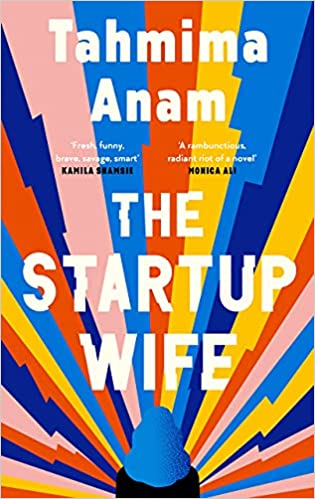 Tahmima
Anam
'Fresh, funny,
brave, savage, smart'
KAMILA SHAMSIE
'A rambunctious,
radiant riot of a novel'
MONICA ALI
THE
STARTUP
WIFE